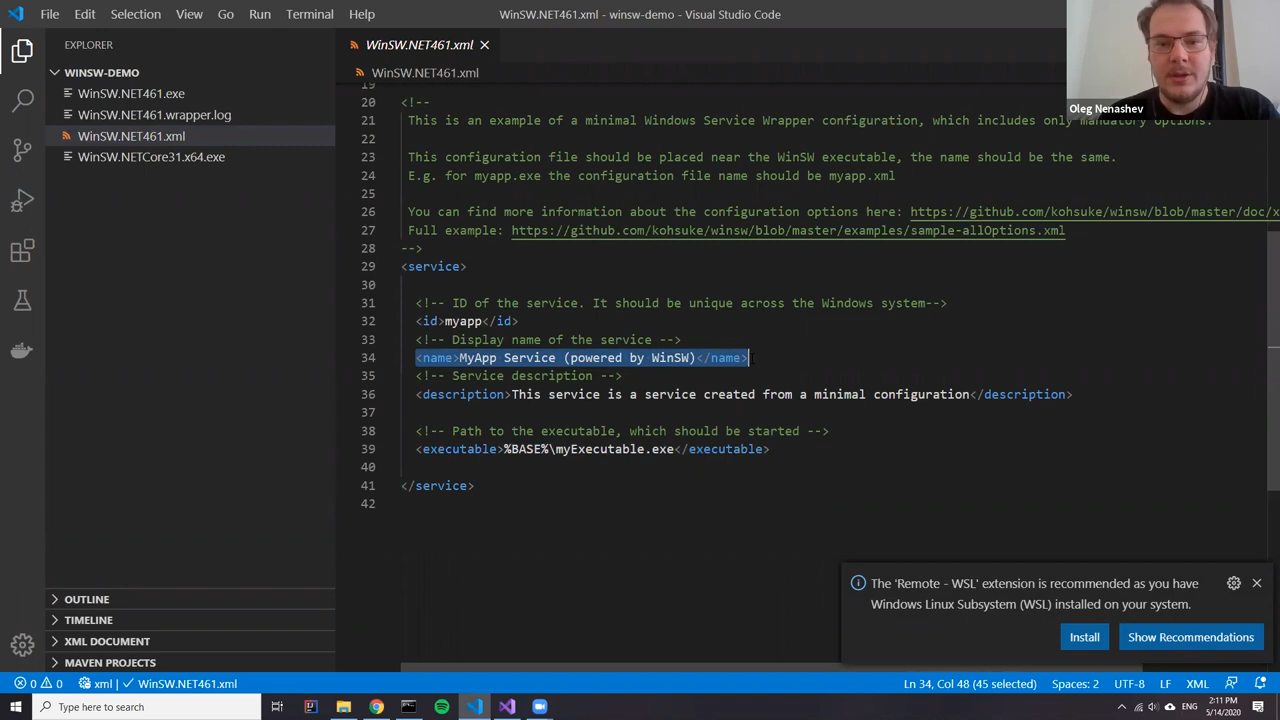 File Edit Selection View Go Run Terminal Help
WinSW.NET461.xml - winsw-demo - Visual Studio Code
EXPLORER
WINSW-DEMO
WinSW.NET461.exe
WinSW.NET461.wrapper.log
WinSW.NET461.xml
WinSW.NETCore31.x64.exe
OUTLINE
TIMELINE
XML DOCUMENT
MAVEN PROJECTS
WinSW.NET461.xml
WinSW.NET461.xml
Oleg Nenashev
19
20 <!--
21 This is an example of a minimal Windows Service Wrapper configuration, which includes only mandatory options.
22
23 This configuration file should be placed near the WinSW executable, the name should be the same.
24 E.g. for myapp.exe the configuration file name should be myapp.xml
25
26 You can find more information about the configuration options here: https://github.com/kohsuke/winsw/blob/master/doc/x
27 Full example: https://github.com/kohsuke/winsw/blob/master/examples/sample-allOptions.xml
28 -->
29 <service>
30
31 <!-- ID of the service. It should be unique across the Windows system-->
32 <id>myapp</id>
33 <!-- Display name of the service -->
34 <name>MyApp Service (powered by WinSW)</name>
35 <!-- Service description -->
36 <description>This service is a service created from a minimal configuration</description>
37
38 <!-- Path to the executable, which should be started -->
39 <executable>%BASE%\myExecutable.exe</executable>
40
41 </service>
42
The 'Remote - WSL' extension is recommended as you have
Windows Linux Subsystem (WSL) installed on your system.
Install Show Recommendations
0 0 xml | WinSW.NET461.xml
Ln 34, Col 48 (45 selected) Spaces: 2 UTF-8 LF XML
Type here to search
2:11 PM
5/14/2020